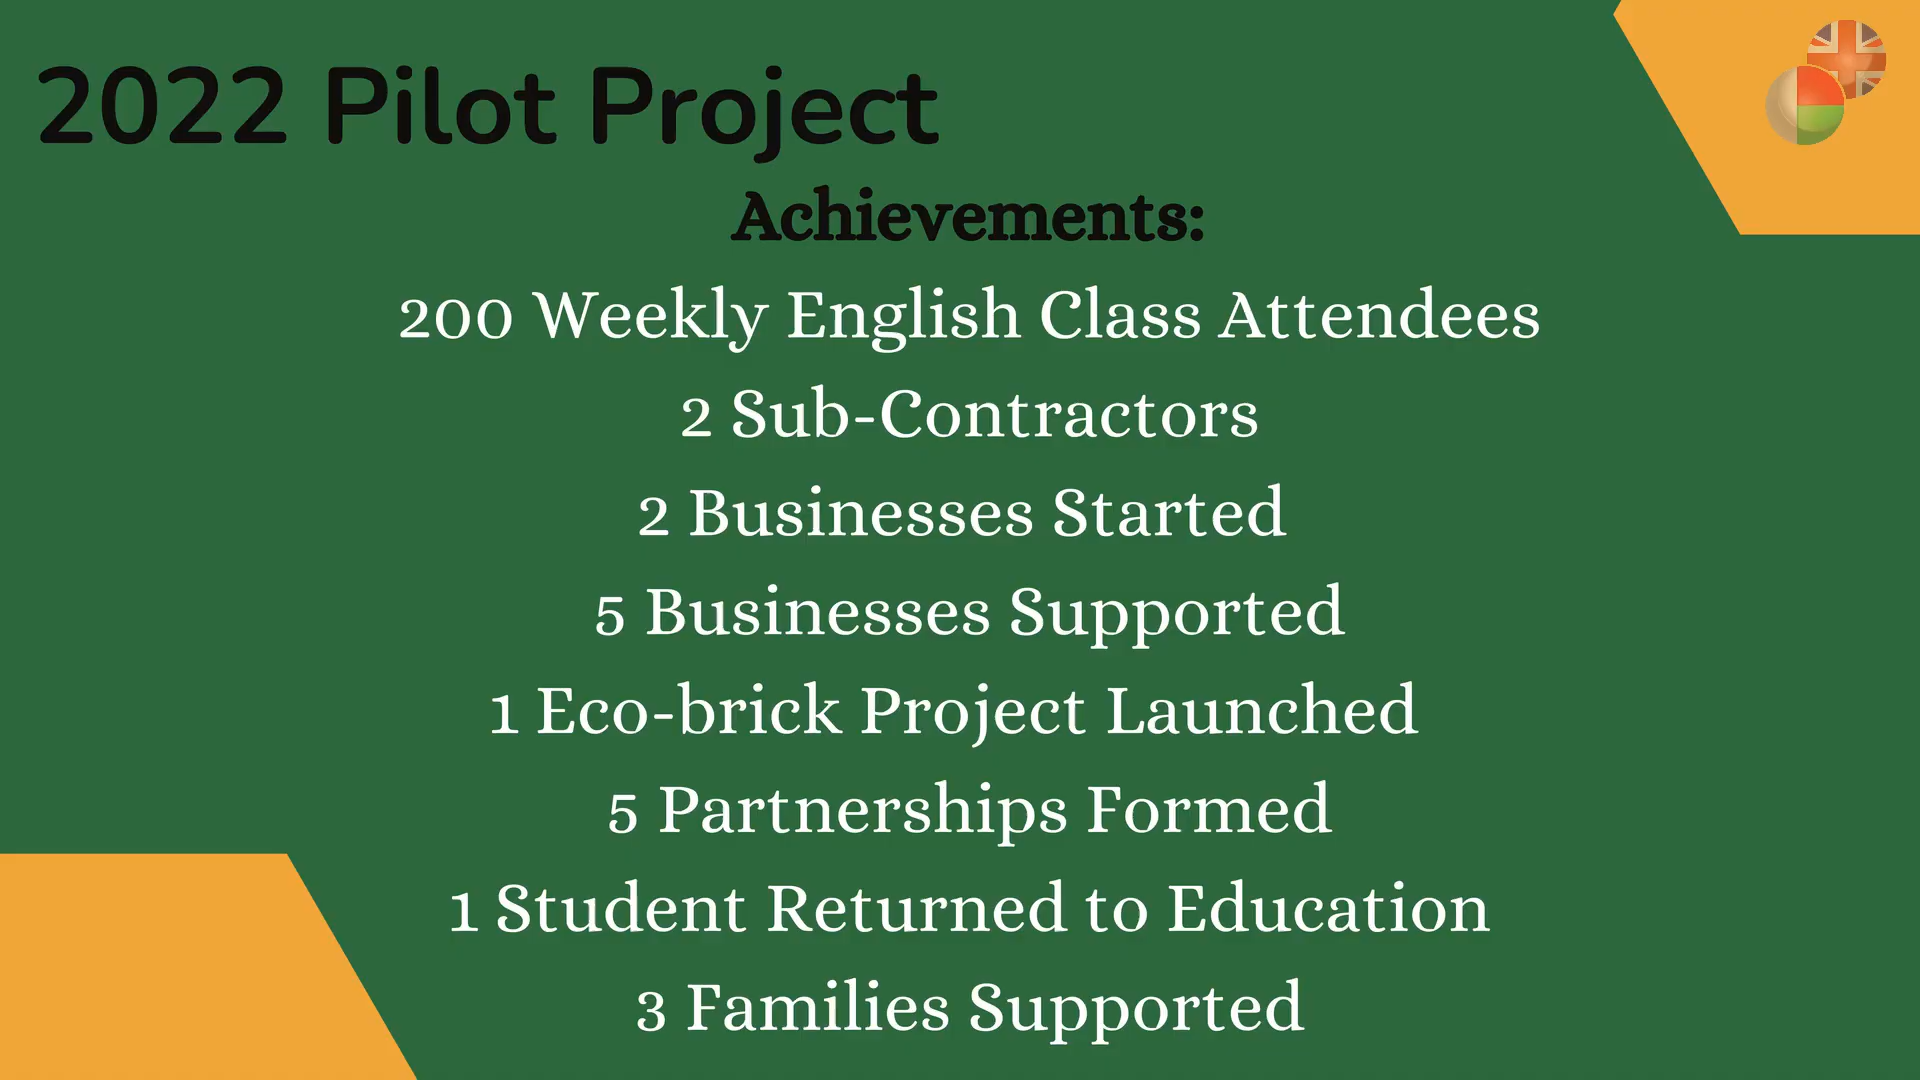 2022 Pilot Project
Achievements:
200 Weekly English Class Attendees
2 Sub-Contractors
2 Businesses Started
5 Businesses Supported
1 Eco-brick Project Launched
5 Partnerships Formed
1 Student Returned to Education
3 Families Supported